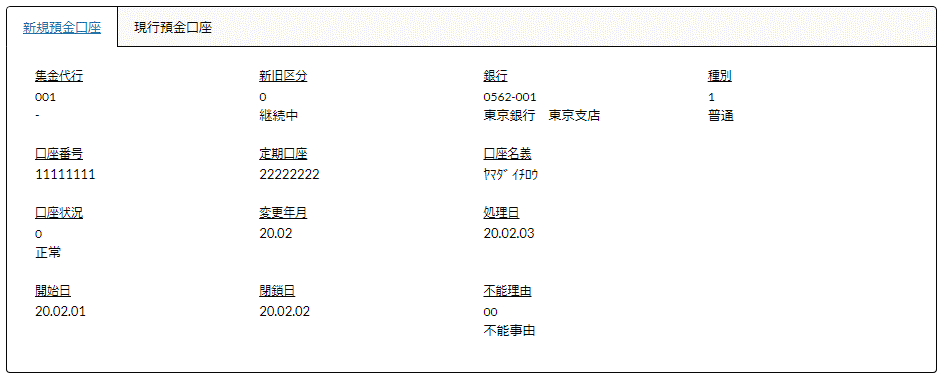 新規預金口座 現行預金口座
集金代行 新旧区分 銀行 種別
001 0 0562-001 1
- 継続中 東京銀行　東京支店 普通
口座番号 定期口座 口座名義
11111111 22222222 ﾔﾏﾀﾞ ｲﾁﾛｳ
口座状況 変更年月 処理日
0 20.02 20.02.03
正常
開始日 閉鎖日 不能理由
20.02.01 20.02.02 00
不能事由